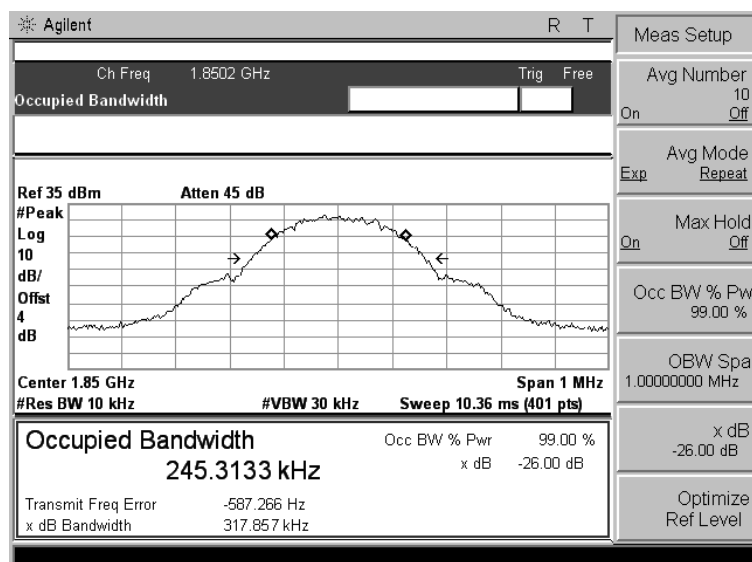 Agilent R T
Ch Freq 1.8502 GHz Trig Free
Occupied Bandwidth
Ref 35 dBm Atten 45 dB
#Peak
Log
10
dB/
Offst
4
dB
Center 1.85 GHz Span 1 MHz
#Res BW 10 kHz #VBW 30 kHz Sweep 10.36 ms (401 pts)
Occupied Bandwidth
245.3133 kHz
Occ BW % Pwr 99.00 %
x dB -26.00 dB
Transmit Freq Error -587.266 Hz
x dB Bandwidth 317.857 kHz
Meas Setup
Avg Number
10
On Off
Avg Mode
Exp Repeat
Max Hold
On Off
Occ BW % Pw
99.00 %
OBW Spa
1.00000000 MHz
x dB
-26.00 dB
Optimize
Ref Level